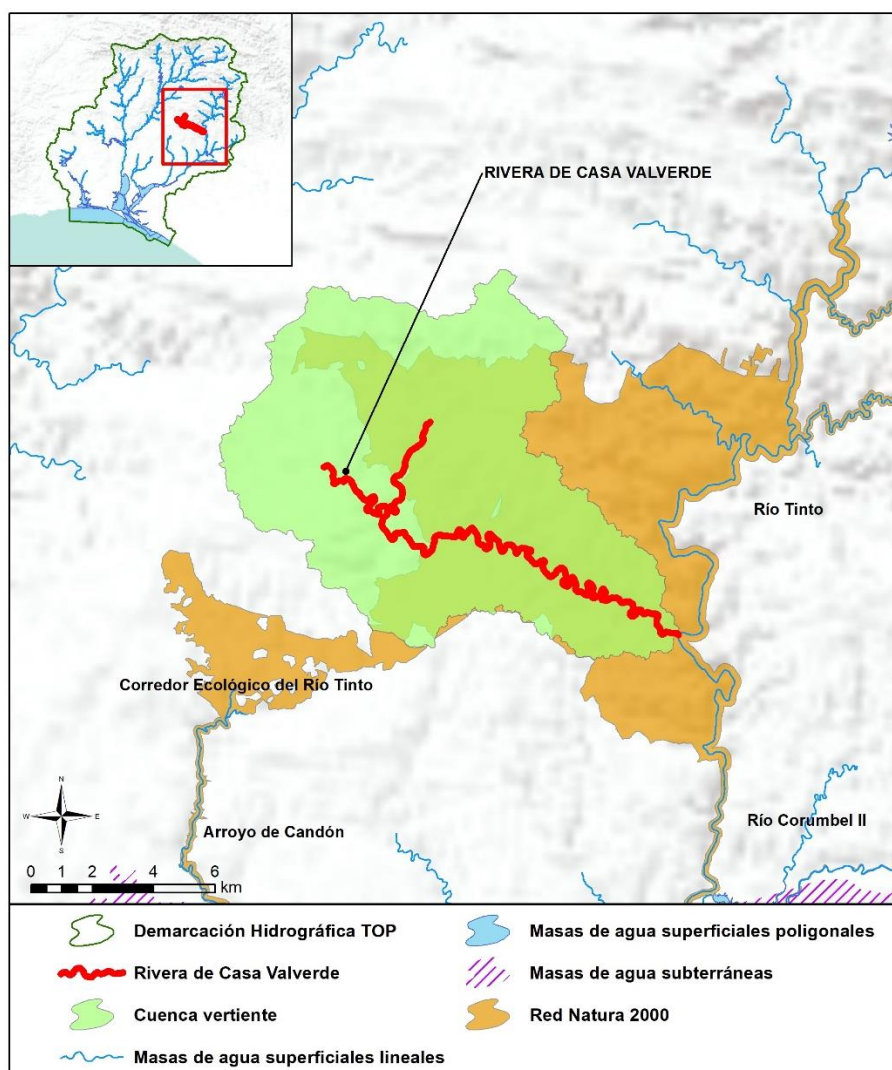 RIVERA DE CASA VALVERDE
Río Tinto
Corredor Ecológico del Río Tinto
Arroyo de Candón
Río Corumbel II
N
W
E
S
0 1 2 4 6
km
Demarcación Hidrográfica TOP
Masas de agua superficiales poligonales
Rivera de Casa Valverde
Masas de agua subterráneas
Cuenca vertiente
Red Natura 2000
Masas de agua superficiales lineales